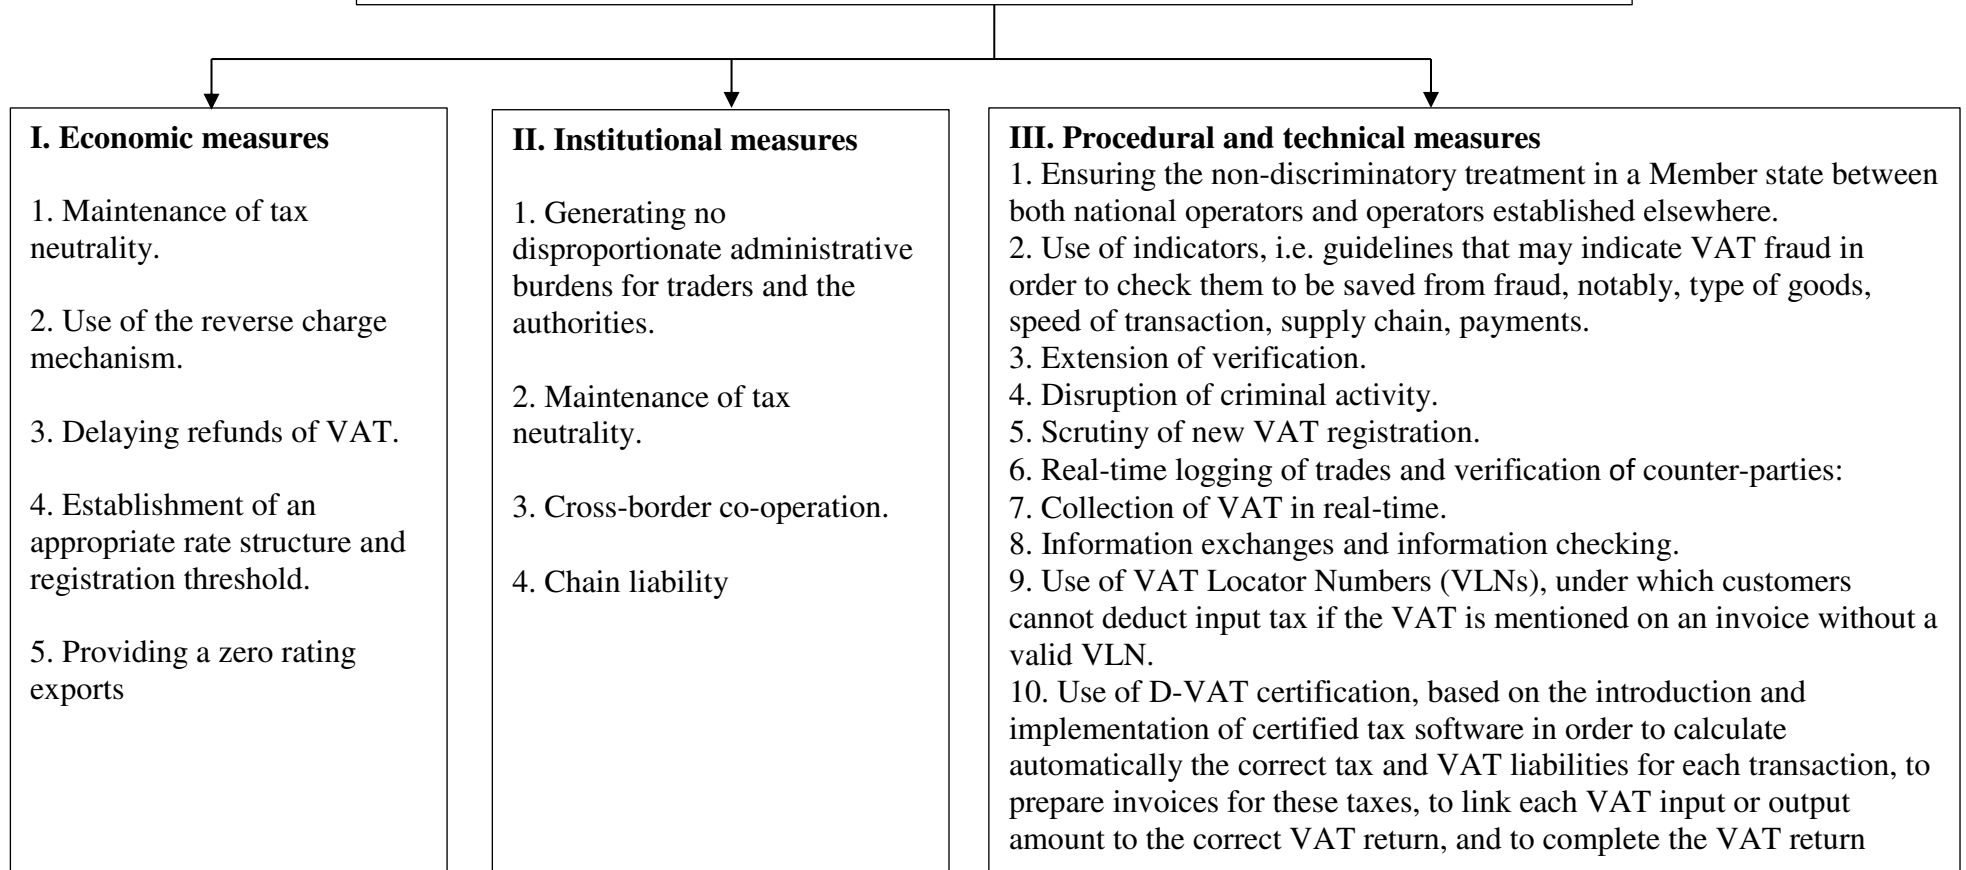 I. Economic measures
1. Maintenance of tax
neutrality.
2. Use of the reverse charge
mechanism.
3. Delaying refunds of VAT.
4. Establishment of an
appropriate rate structure and
registration threshold.
5. Providing a zero rating
exports
II. Institutional measures
1. Generating no
disproportionate administrative
burdens for traders and the
authorities.
2. Maintenance of tax
neutrality.
3. Cross-border co-operation.
4. Chain liability
III. Procedural and technical measures
1. Ensuring the non-discriminatory treatment in a Member state between
both national operators and operators established elsewhere.
2. Use of indicators, i.e. guidelines that may indicate VAT fraud in
order to check them to be saved from fraud, notably, type of goods,
speed of transaction, supply chain, payments.
3. Extension of verification.
4. Disruption of criminal activity.
5. Scrutiny of new VAT registration.
6. Real-time logging of trades and verification of counter-parties:
7. Collection of VAT in real-time.
8. Information exchanges and information checking.
9. Use of VAT Locator Numbers (VLNs), under which customers
cannot deduct input tax if the VAT is mentioned on an invoice without a
valid VLN.
10. Use of D-VAT certification, based on the introduction and
implementation of certified tax software in order to calculate
automatically the correct tax and VAT liabilities for each transaction, to
prepare invoices for these taxes, to link each VAT input or output
amount to the correct VAT return, and to complete the VAT return